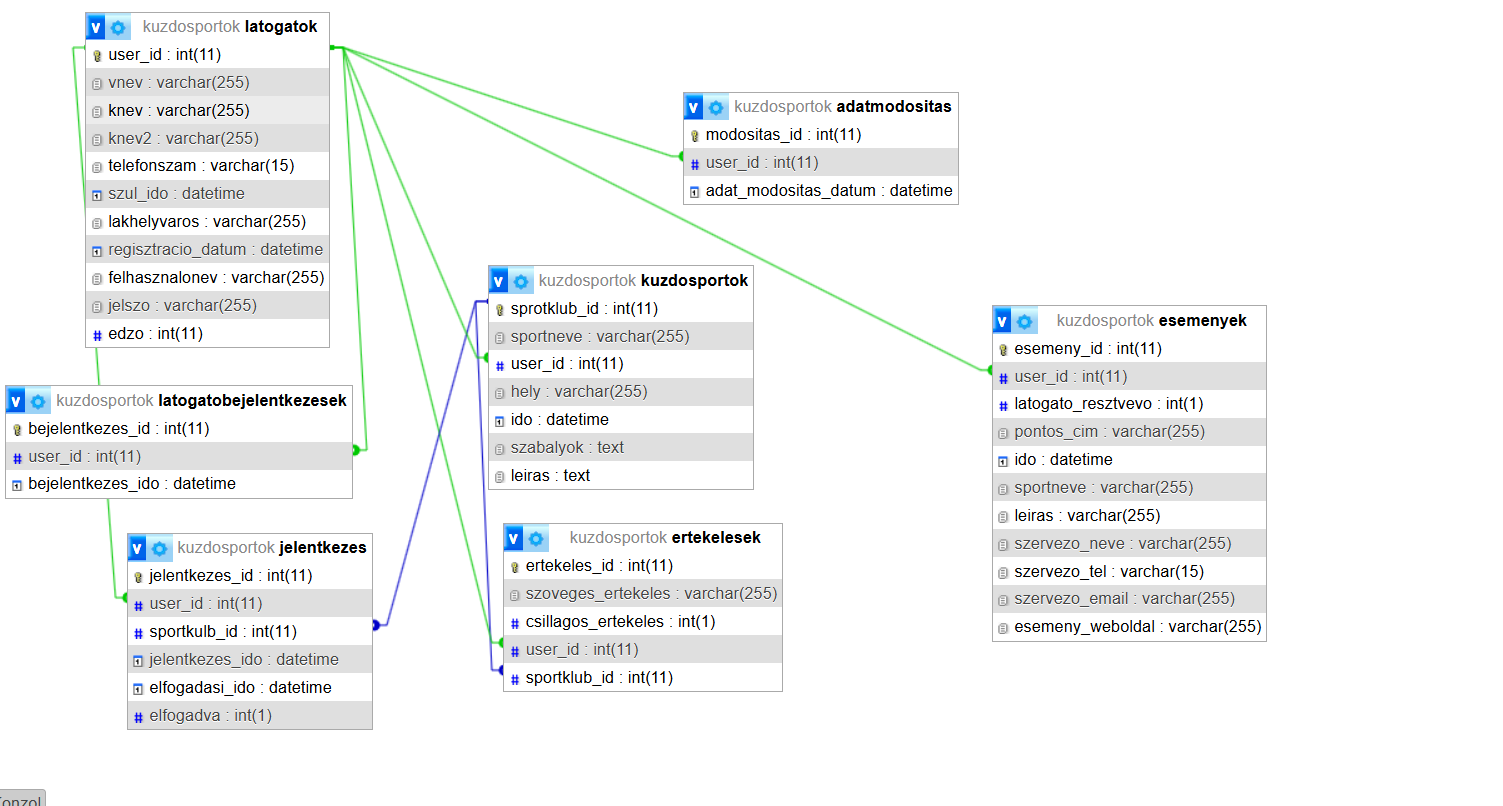 kuzdosportok latogatok
user_id : int(11)
vnev : varchar(255)
knev : varchar(255)
knev2 : varchar(255)
telefonszam : varchar(15)
szul_ido : datetime
lakhelyvaros : varchar(255)
regisztracio_datum : datetime
felhasznalonev : varchar(255)
jelszo : varchar(255)
edzo : int(11)
kuzdosportok adatmodositas
modositas_id : int(11)
user_id : int(11)
adat_modositas_datum : datetime
kuzdosportok kuzdosportok
sprotklub_id : int(11)
sportneve : varchar(255)
user_id : int(11)
hely : varchar(255)
ido : datetime
szabalyok : text
leiras : text
kuzdosportok esemenyek
esemeny_id : int(11)
user_id : int(11)
latogato_resztvevo : int(1)
pontos_cim : varchar(255)
ido : datetime
sportneve : varchar(255)
leiras : varchar(255)
szervezo_neve : varchar(255)
szervezo_tel : varchar(15)
szervezo_email : varchar(255)
esemeny_weboldal : varchar(255)
kuzdosportok latogatobejelentkezesek
bejelentkezes_id : int(11)
user_id : int(11)
bejelentkezes_ido : datetime
kuzdosportok jelentkezes
jelentkezes_id : int(11)
user_id : int(11)
sportkulb_id : int(11)
jelentkezes_ido : datetime
elfogadasi_ido : datetime
elfogadva : int(1)
kuzdosportok ertekelesek
ertekeles_id : int(11)
szoveges_ertekeles : varchar(255)
csillagos_ertekeles : int(1)
user_id : int(11)
sportklub_id : int(11)